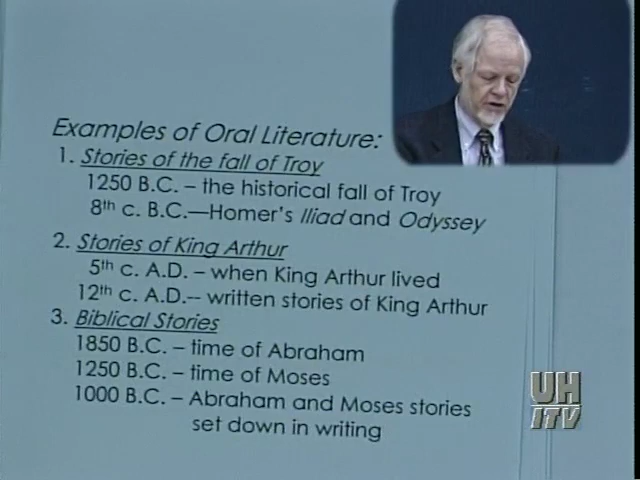 Examples of Oral Literature:
1. Stories of the fall of Troy
1250 B.C. – the historical fall of Troy
8th c. B.C.—Homer's Iliad and Odyssey
2. Stories of King Arthur
5th c. A.D. – when King Arthur lived
12th c. A.D.-- written stories of King Arthur
3. Biblical Stories
1850 B.C. – time of Abraham
1250 B.C. – time of Moses
1000 B.C. – Abraham and Moses stories
set down in writing
UH
ITV